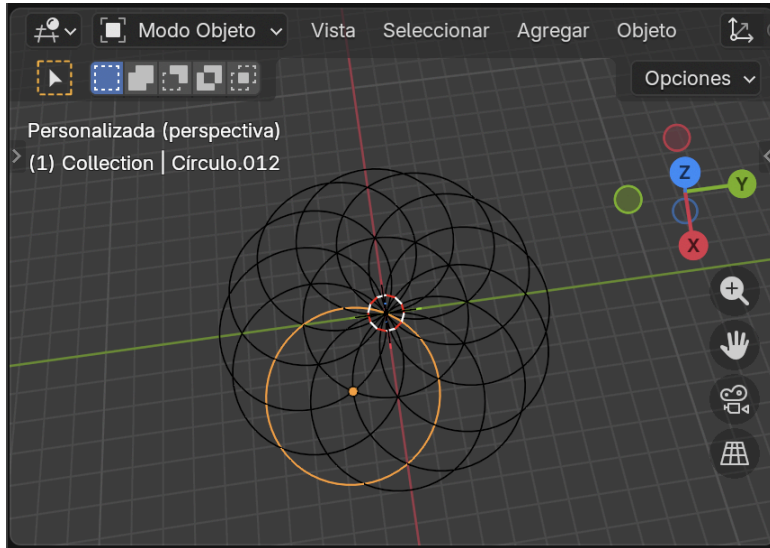 Modo Objeto Vista Seleccionar Agregar Objeto
Opciones
Personalizada (perspectiva)
(1) Collection | Círculo.012
Z
Y
X